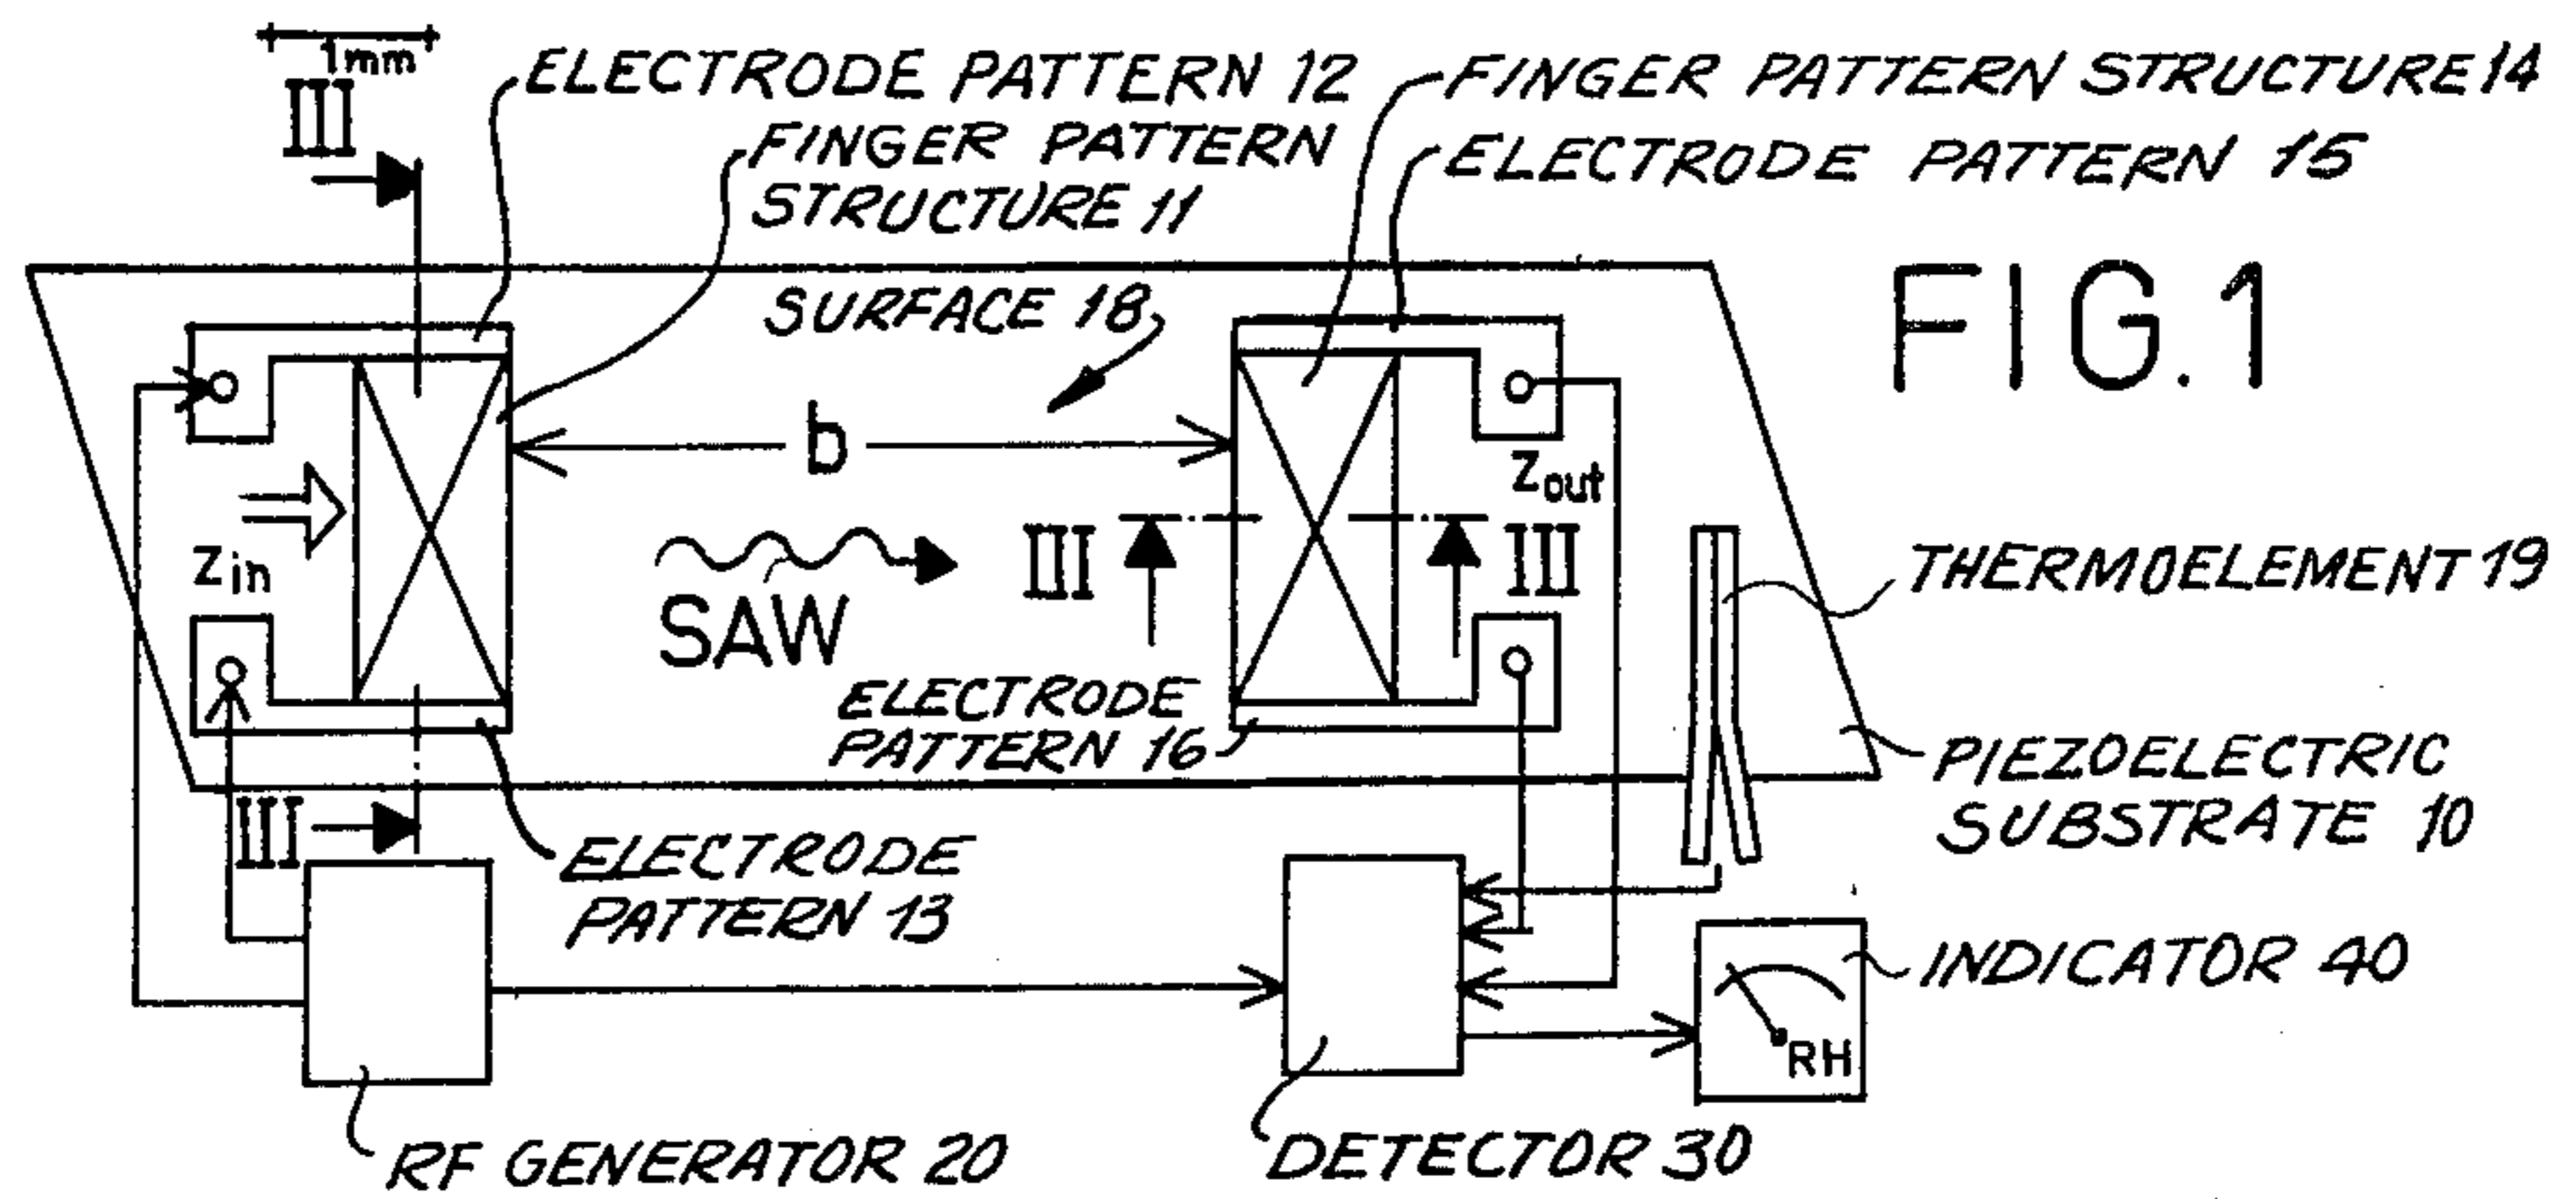 1mm
III
ELECTRODE PATTERN 12
FINGER PATTERN
STRUCTURE 11
FINGER PATTERN STRUCTURE 14
ELECTRODE PATTERN 15
FIG.1
SURFACE 18
b
Zin
Zout
SAW
III
III
THERMOELEMENT 19
ELECTRODE
PATTERN 16
PIEZOELECTRIC
SUBSTRATE 10
III
ELECTRODE
PATTERN 13
INDICATOR 40
RH
RF GENERATOR 20
DETECTOR 30